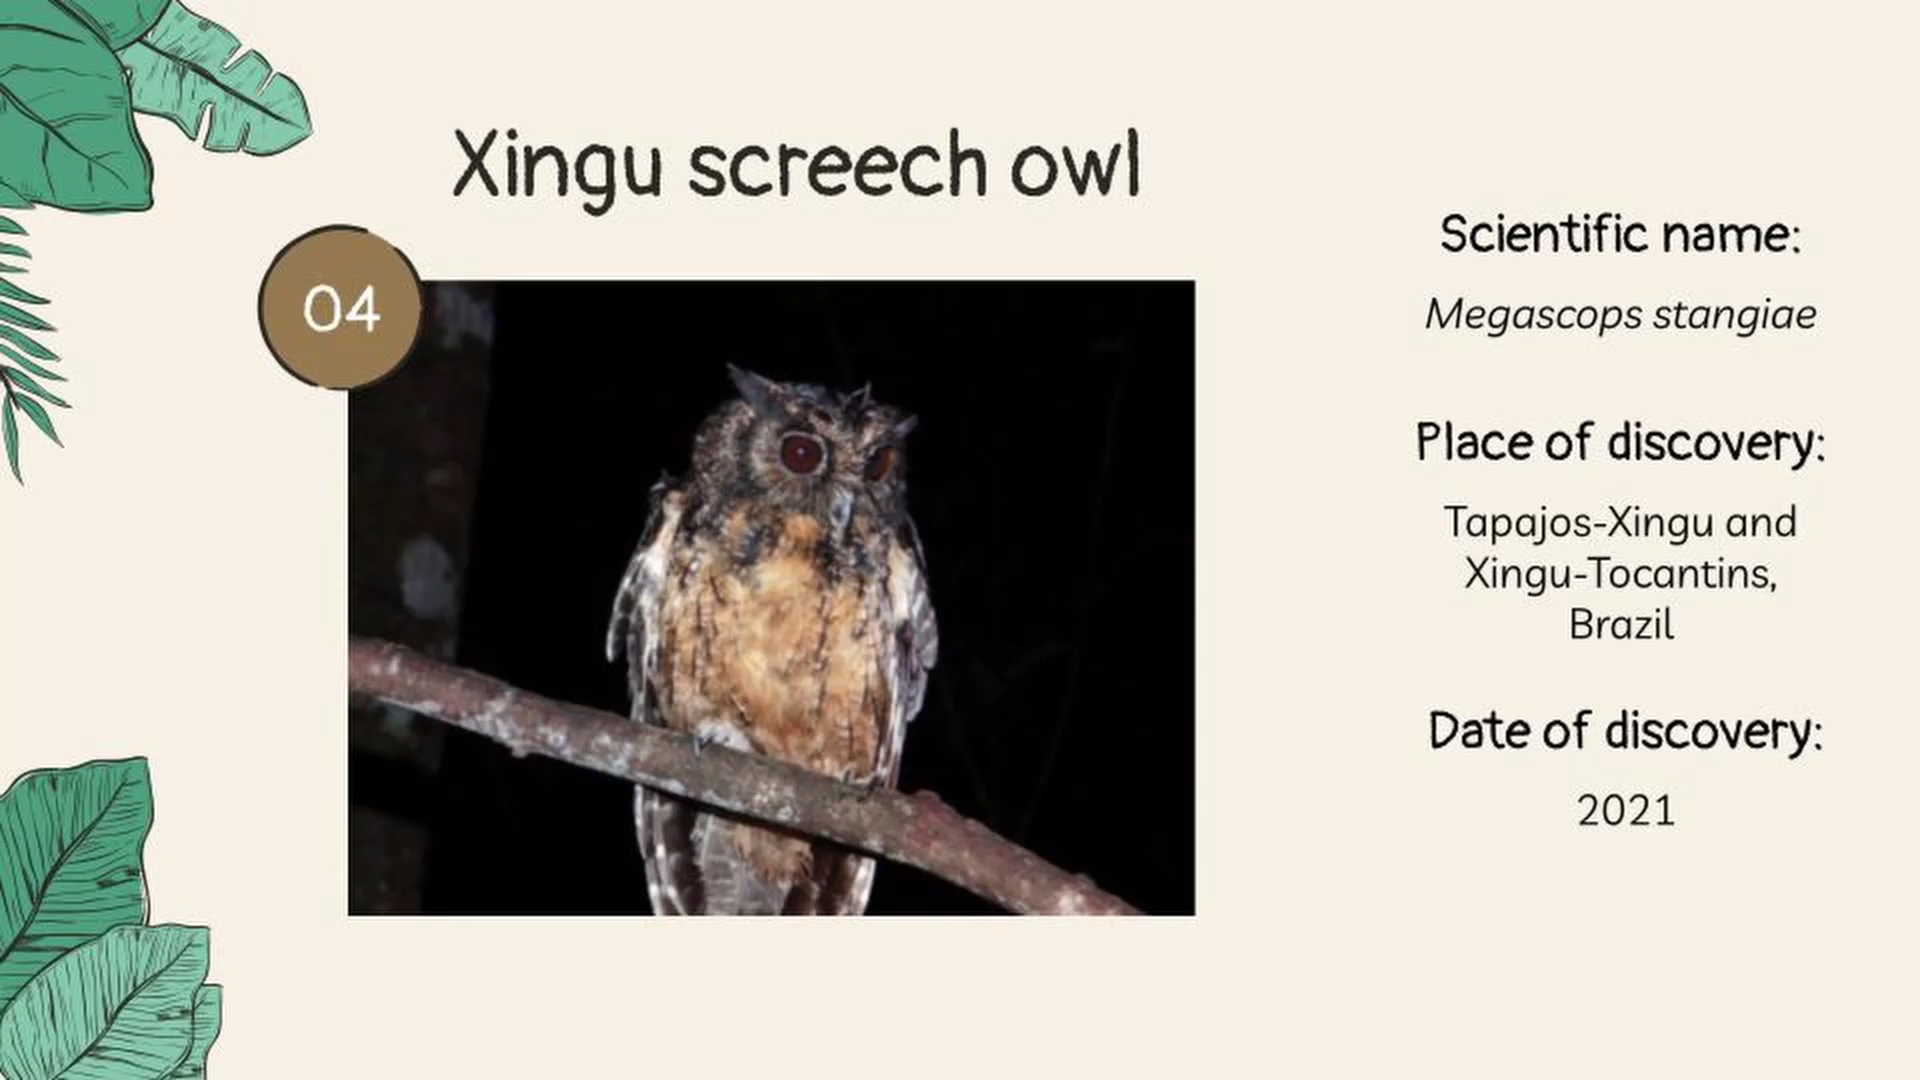 Xingu screech owl
04
Scientific name:
Megascops stangiae
Place of discovery:
Tapajos-Xingu and
Xingu-Tocantins,
Brazil
Date of discovery:
2021